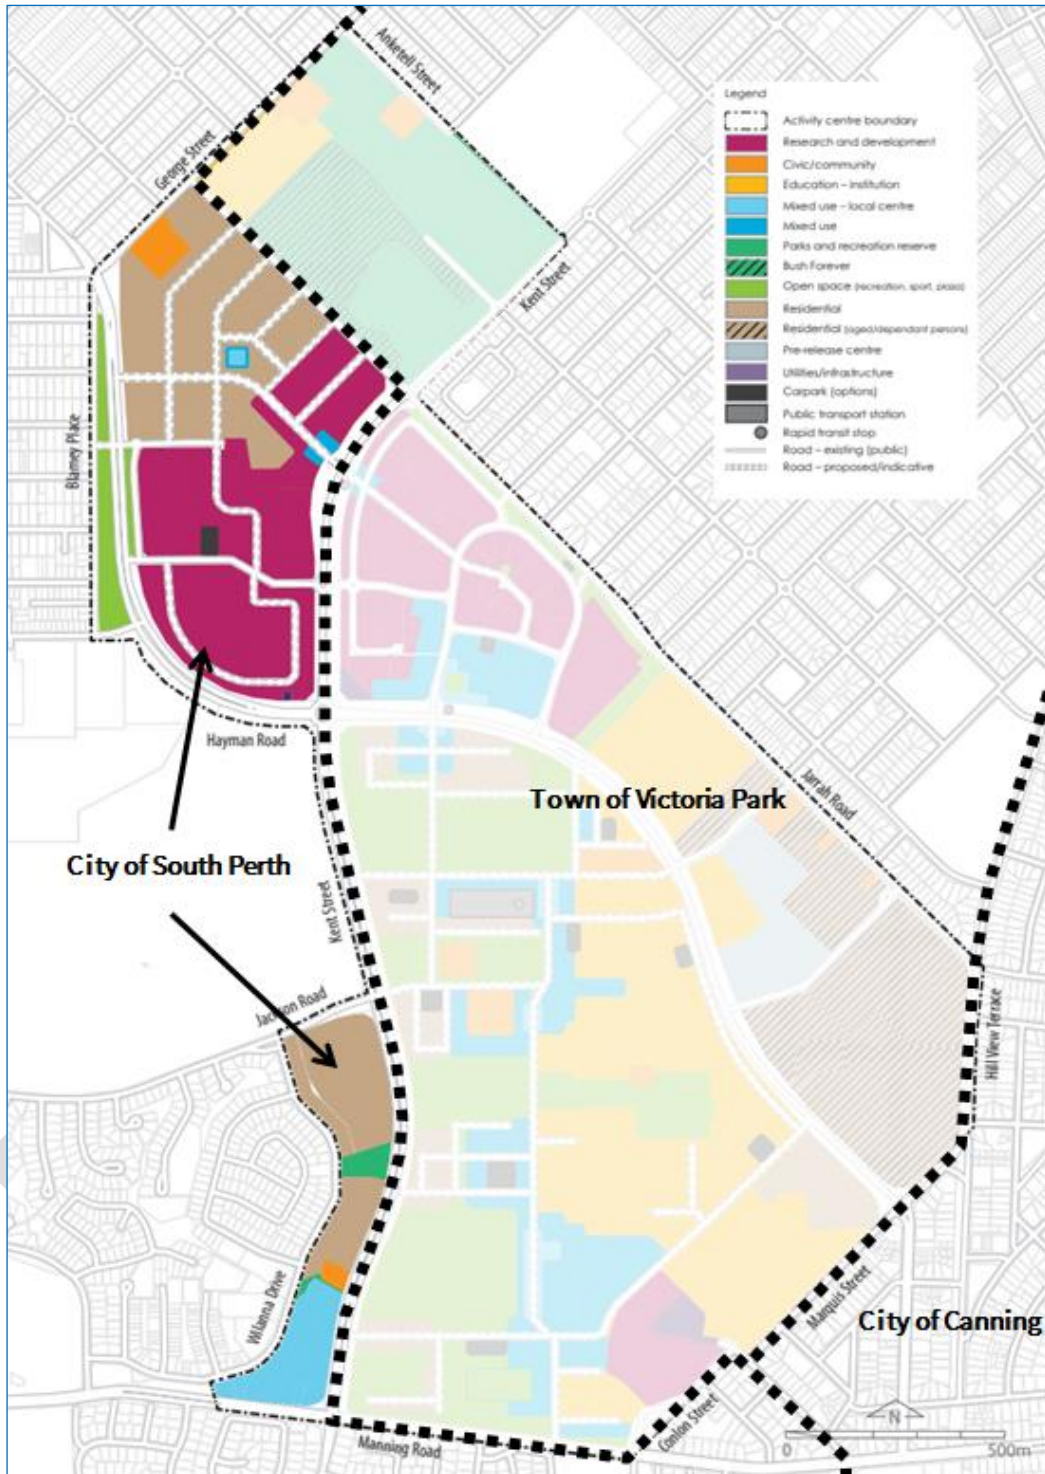 Anketell Street
George Street
Legend
Activity centre boundary
Research and development
Civic/community
Education – institution
Mixed use – local centre
Mixed use
Parks and recreation reserve
Bush Forever
Open space (recreation, sport, plaza)
Residential
Residential (aged/dependant persons)
Pre-release centre
Utilities/infrastructure
Carpark (options)
Public transport station
Rapid transit stop
Road – existing (public)
Road – proposed/indicative
Kent Street
Blamey Place
Hayman Road
Town of Victoria Park
Jarrah Road
City of South Perth
Kent Street
Jackson Road
Hill View Terrace
Wilanna Drive
Marquis Street
City of Canning
Conlon Street
Manning Road
N
0 500m